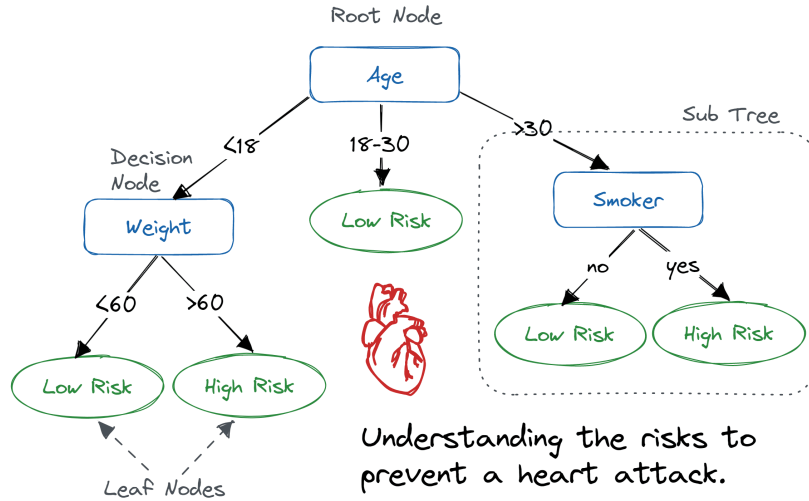 Root Node
Age
<18
18-30
>30
Sub Tree
Decision
Node
Weight
Low Risk
Smoker
<60
>60
no
yes
Low Risk
High Risk
Low Risk
High Risk
Leaf Nodes
Understanding the risks to
prevent a heart attack.